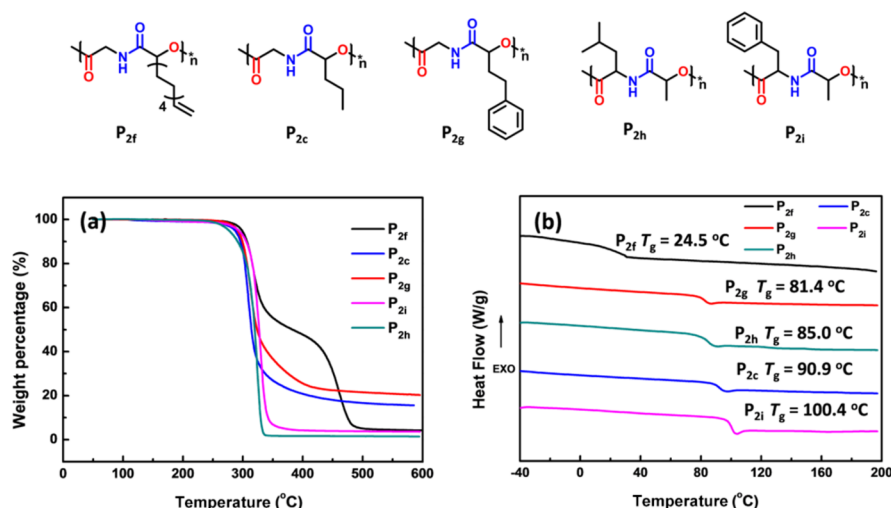 O
N
H
O
O
O
n
*
4
P2f
O
N
H
O
O
n
*
P2c
O
N
H
O
O
n
*
P2g
O
N
H
O
O
n
*
P2h
O
N
H
O
O
n
*
P2i
(a)
Weight percentage (%)
100
80
60
40
20
0
P2f
P2c
P2g
P2i
P2h
0 100 200 300 400 500 600
Temperature (°C)
(b)
Heat Flow (W/g)
EXO
P2f P2c
P2g P2i
P2h
P2f Tg = 24.5 °C
P2g Tg = 81.4 °C
P2h Tg = 85.0 °C
P2c Tg = 90.9 °C
P2i Tg = 100.4 °C
-40 0 40 80 120 160 200
Temperature (°C)